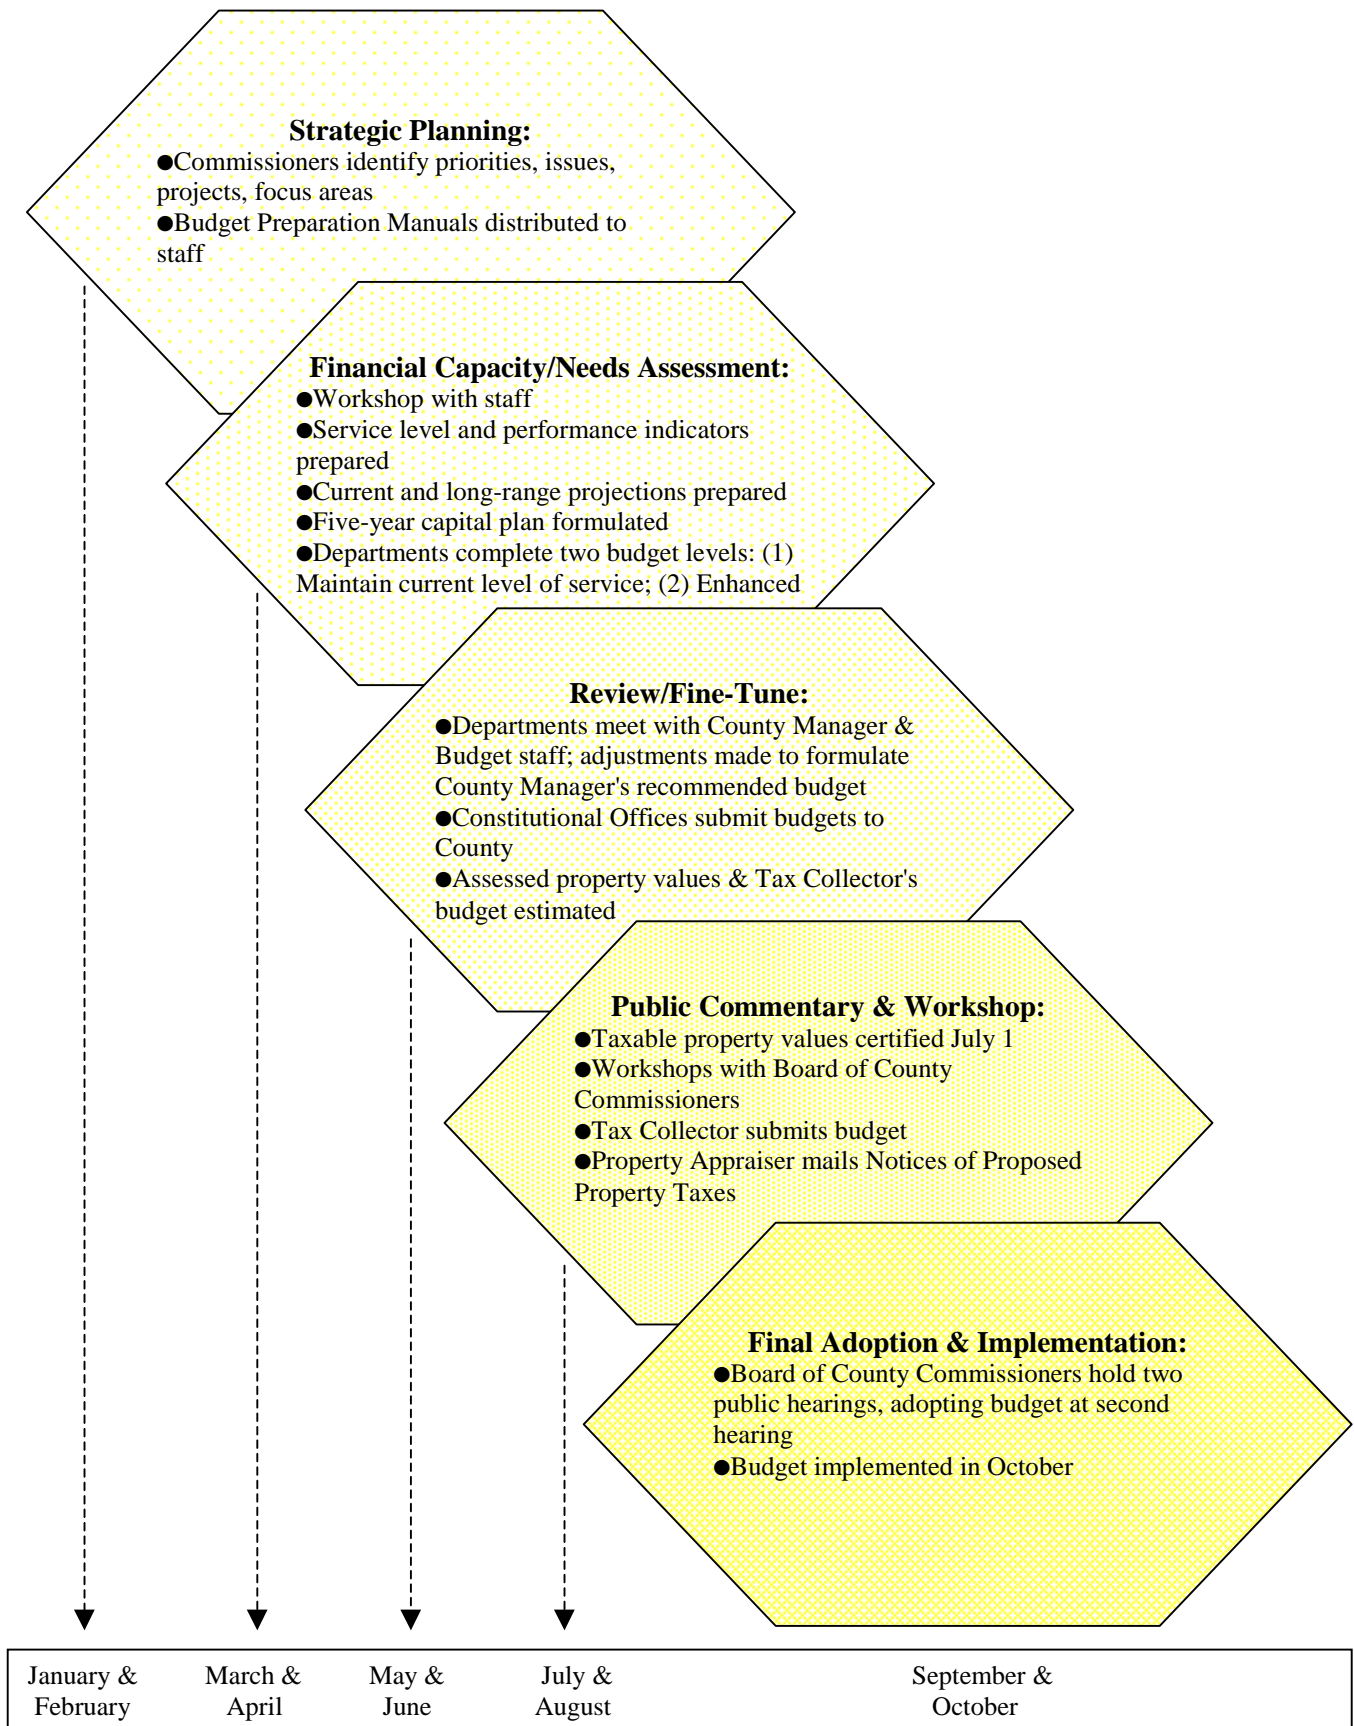 Strategic Planning:
●Commissioners identify priorities, issues,
projects, focus areas
●Budget Preparation Manuals distributed to
staff
Financial Capacity/Needs Assessment:
●Workshop with staff
●Service level and performance indicators
prepared
●Current and long-range projections prepared
●Five-year capital plan formulated
●Departments complete two budget levels: (1)
Maintain current level of service; (2) Enhanced
Review/Fine-Tune:
●Departments meet with County Manager &
Budget staff; adjustments made to formulate
County Manager's recommended budget
●Constitutional Offices submit budgets to
County
●Assessed property values & Tax Collector's
budget estimated
Public Commentary & Workshop:
●Taxable property values certified July 1
●Workshops with Board of County
Commissioners
●Tax Collector submits budget
●Property Appraiser mails Notices of Proposed
Property Taxes
Final Adoption & Implementation:
●Board of County Commissioners hold two
public hearings, adopting budget at second
hearing
●Budget implemented in October
January &
February
March &
April
May &
June
July &
August
September &
October